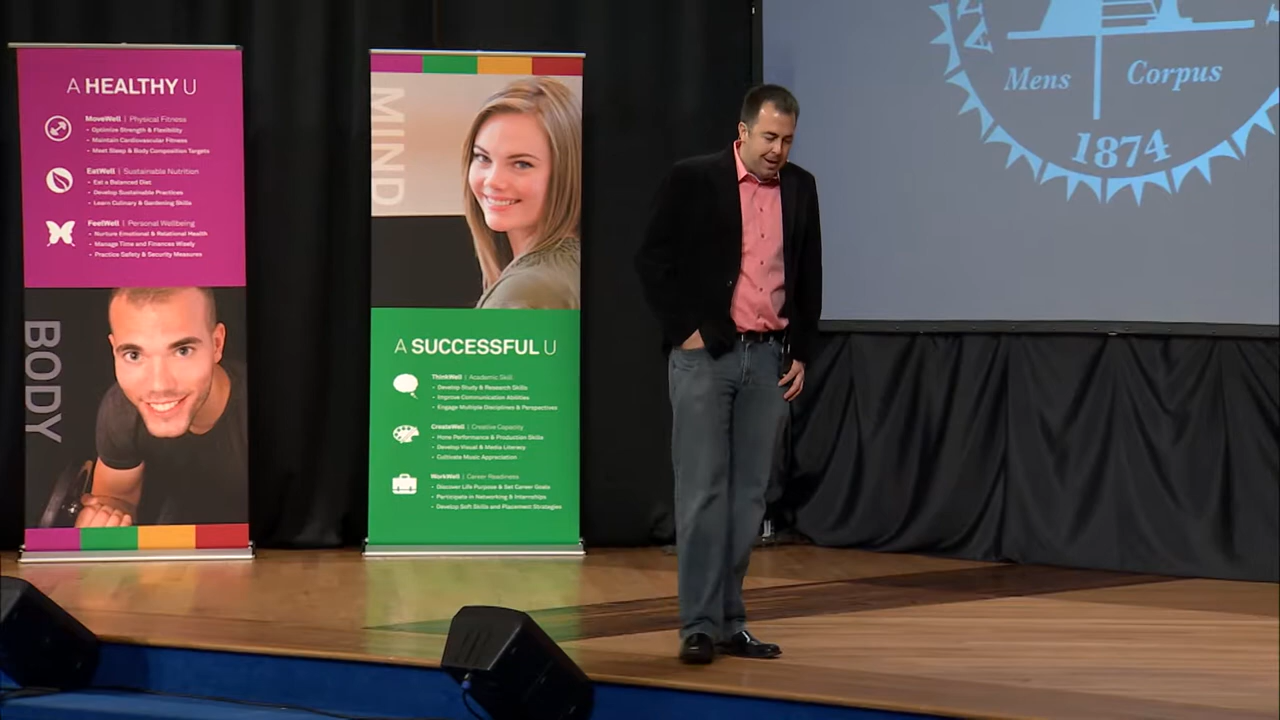 A HEALTHY U
MoveWell | Physical Fitness
- Optimize Strength & Flexibility
- Maintain Cardiovascular Fitness
- Meet Sleep & Body Composition Targets
EatWell | Sustainable Nutrition
- Eat a Balanced Diet
- Develop Sustainable Practices
- Learn Culinary & Gardening Skills
FeelWell | Personal Wellbeing
- Nurture Emotional & Relational Health
- Manage Time and Finances Wisely
- Practice Safety & Security Measures
BODY
MIND
A SUCCESSFUL U
ThinkWell | Academic Skill
- Develop Study & Research Skills
- Improve Communication Abilities
- Engage Multiple Disciplines & Perspectives
CreateWell | Creative Capacity
- Hone Performance & Production Skills
- Develop Visual & Media Literacy
- Cultivate Music Appreciation
WorkWell | Career Readiness
- Discover Life Purpose & Set Career Goals
- Participate in Networking & Internships
- Develop Soft Skills and Placement Strategies
Mens Corpus
1874